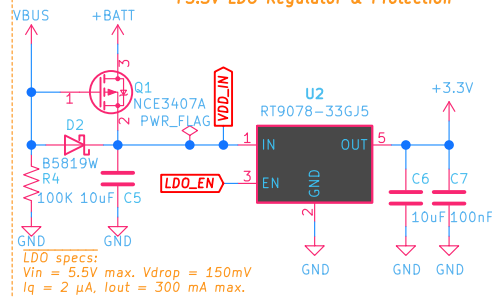 +3.3V LDO Regulator & Protection
VBUS
+BATT
3
Q1
1
NCE3407A
2
PWR_FLAG
VDD_IN
D2
B5819W
R4
100K
10uF
C5
GND
GND
LDO_EN
U2
RT9078-33GJ5
1
IN
OUT
5
3
EN
GND
2
GND
+3.3V
C6
C7
10uF
100nF
GND
GND
LDO specs:
Vin = 5.5V max. Vdrop = 150mV
Iq = 2 µA, Iout = 300 mA max.